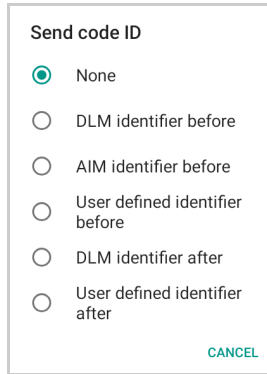 Send code ID
None
DLM identifier before
AIM identifier before
User defined identifier
before
DLM identifier after
User defined identifier
after
CANCEL